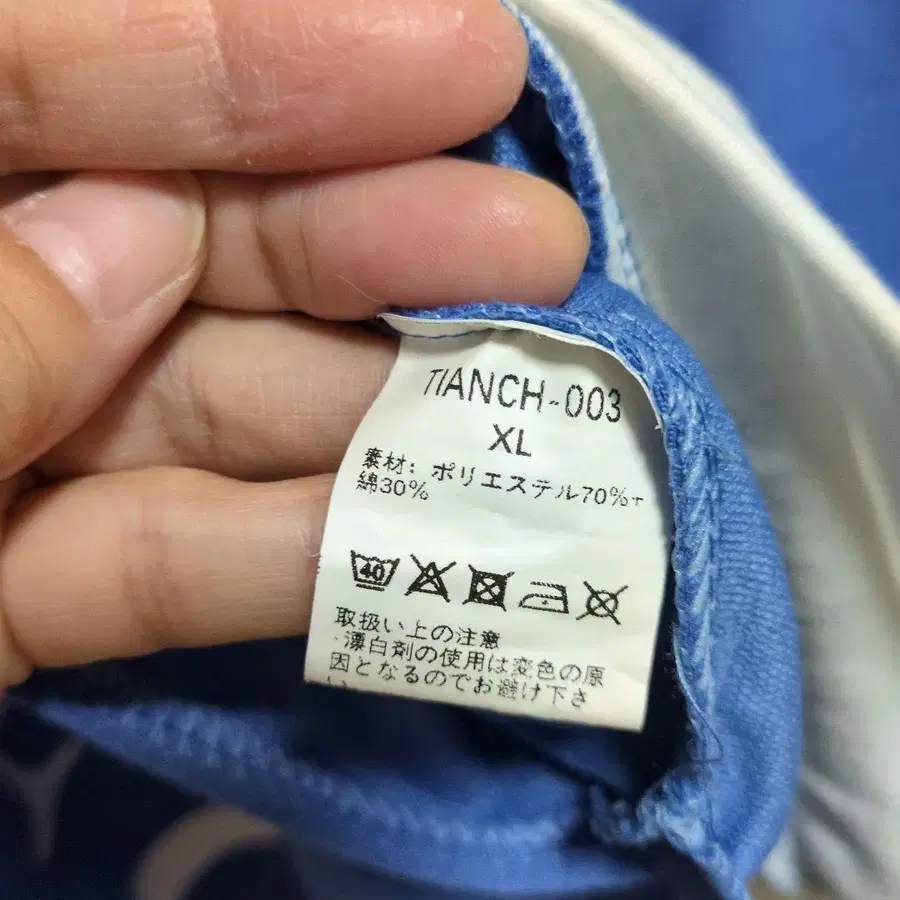 TIANCH-003
XL
素材: ポリエステル70%+
綿30%
40
取扱い上の注意
・漂白剤の使用は変色の原
因となるのでお避け下さ
い